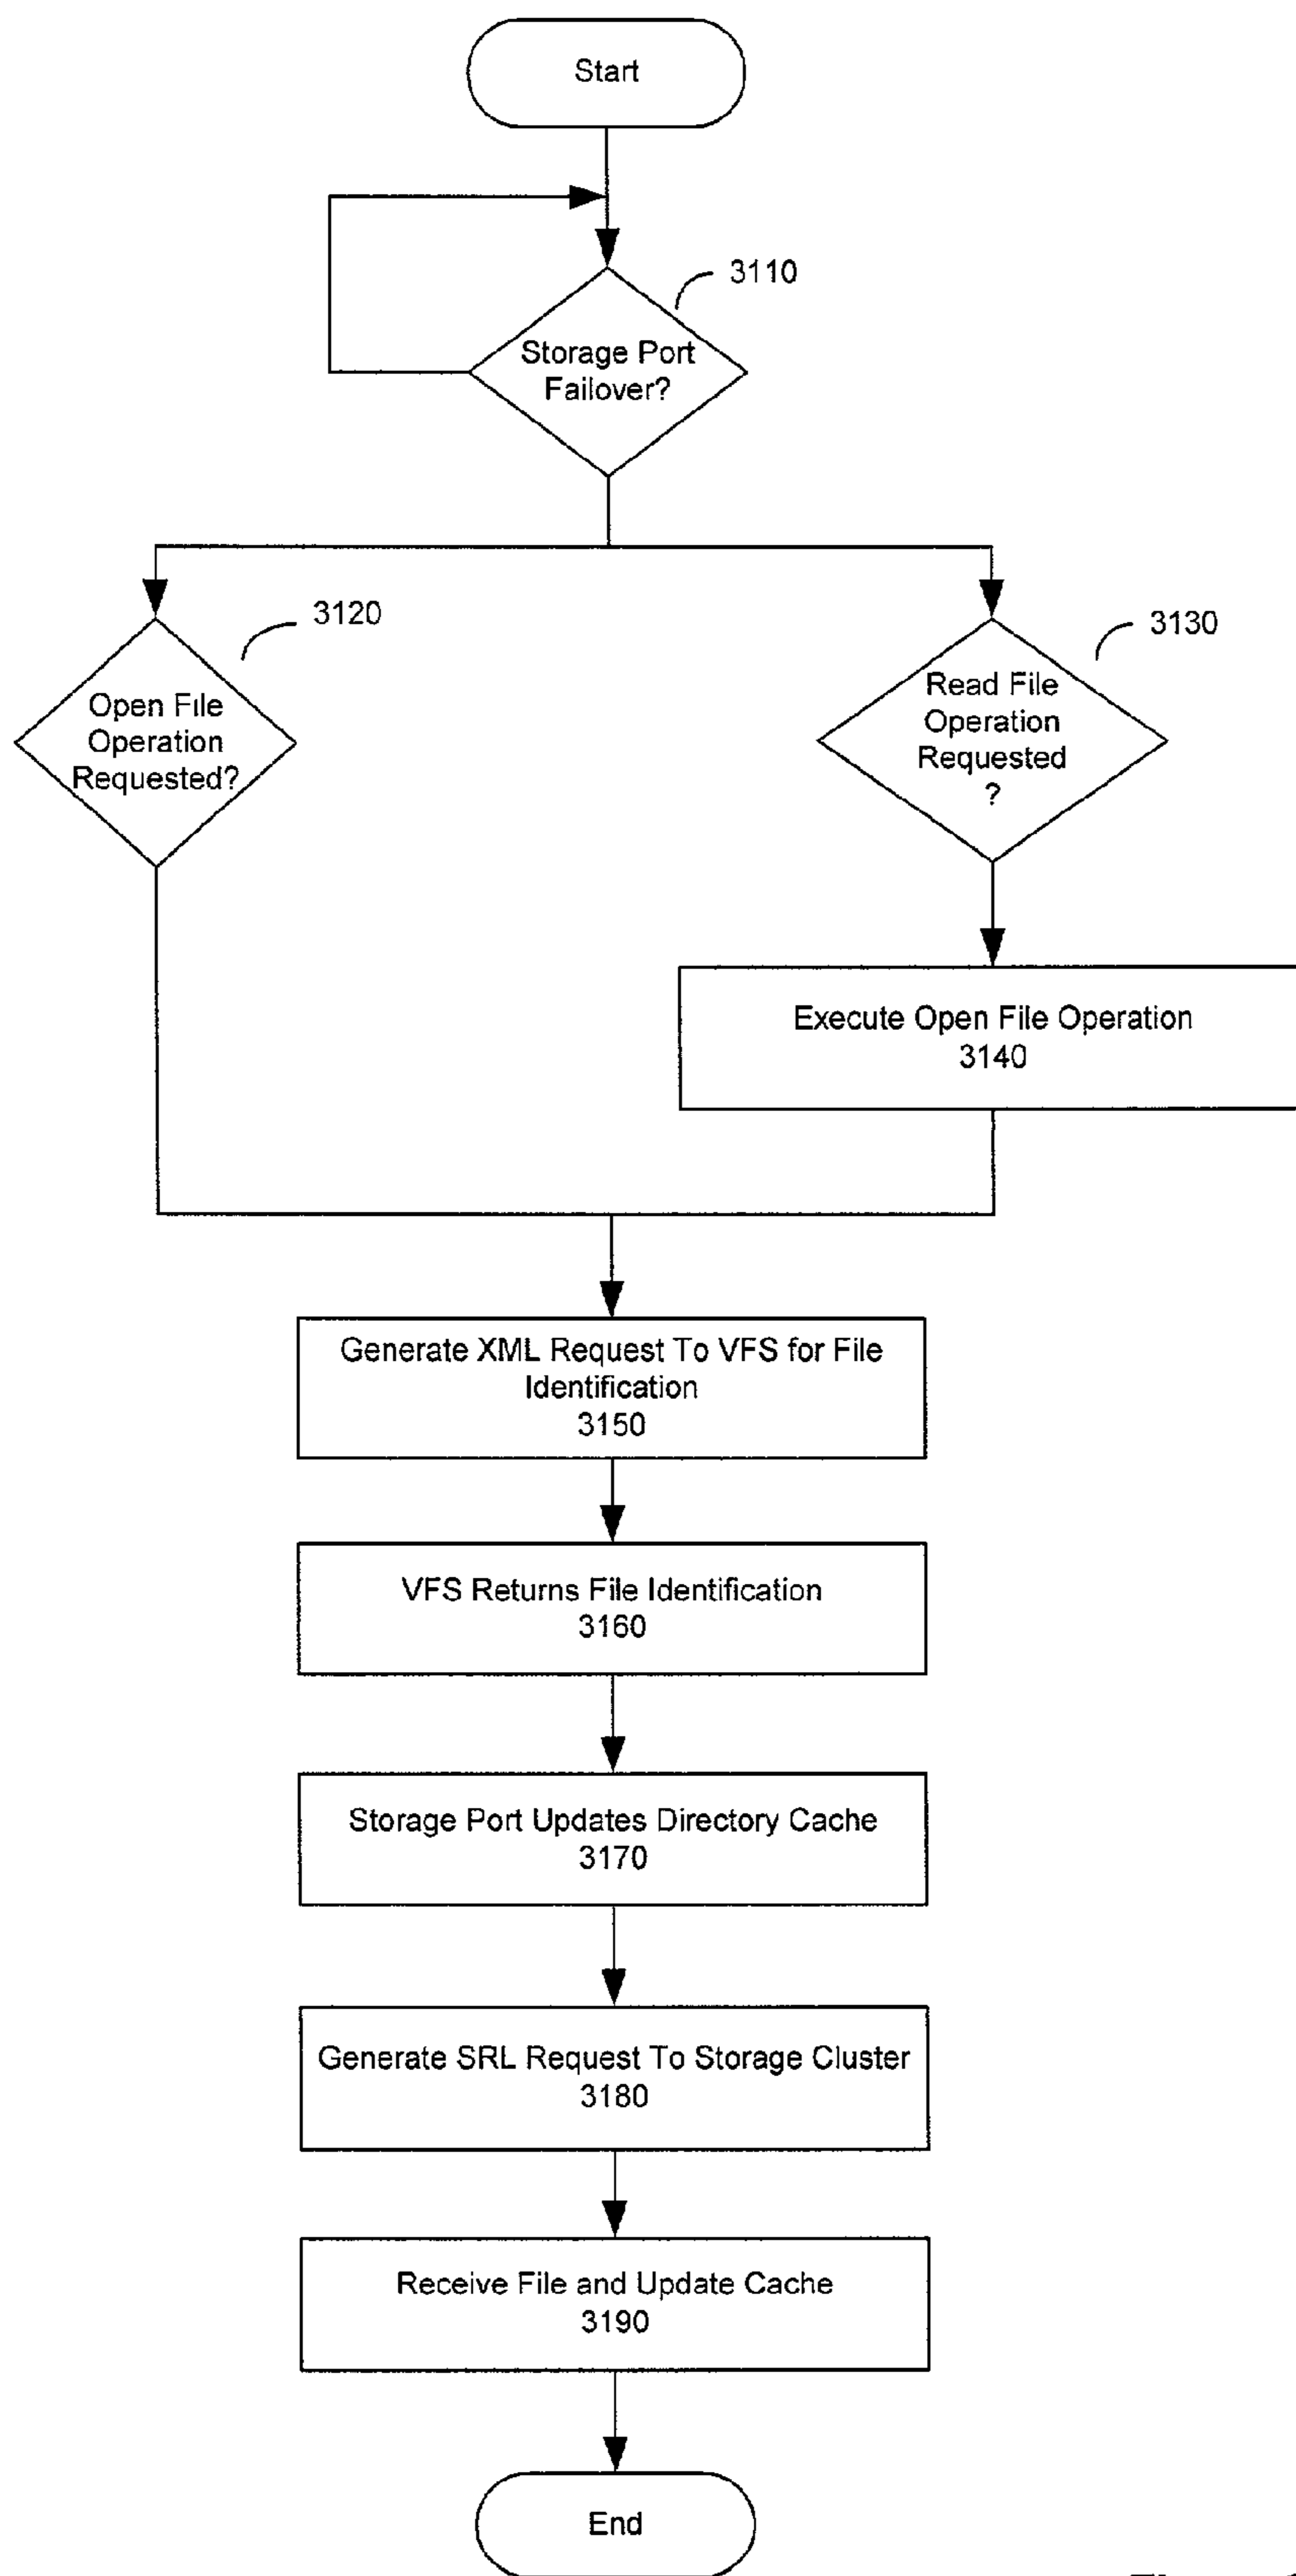 Start
3110
Storage Port
Failover?
3120
3130
Open File
Operation
Requested?
Read File
Operation
Requested
?
Execute Open File Operation
3140
Generate XML Request To VFS for File
Identification
3150
VFS Returns File Identification
3160
Storage Port Updates Directory Cache
3170
Generate SRL Request To Storage Cluster
3180
Receive File and Update Cache
3190
End